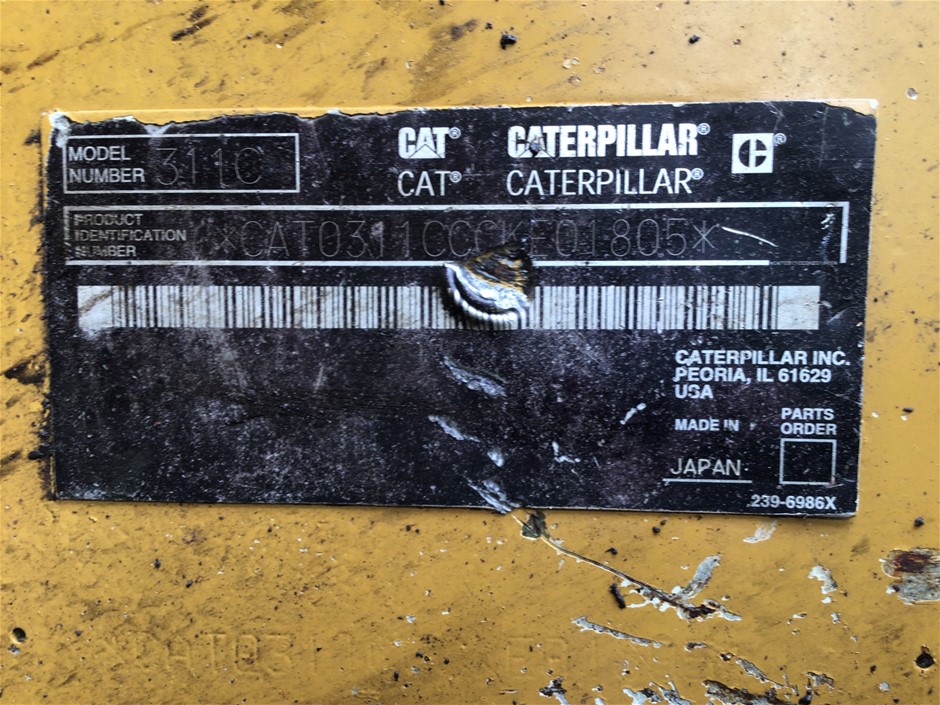 MODEL NUMBER 311C
CAT® CATERPILLAR® ®
CAT® CATERPILLAR®
PRODUCT IDENTIFICATION NUMBER *CAT0311CCCKE01805*
CATERPILLAR INC.
PEORIA, IL 61629
USA
MADE IN
JAPAN
PARTS
ORDER
239-6986X